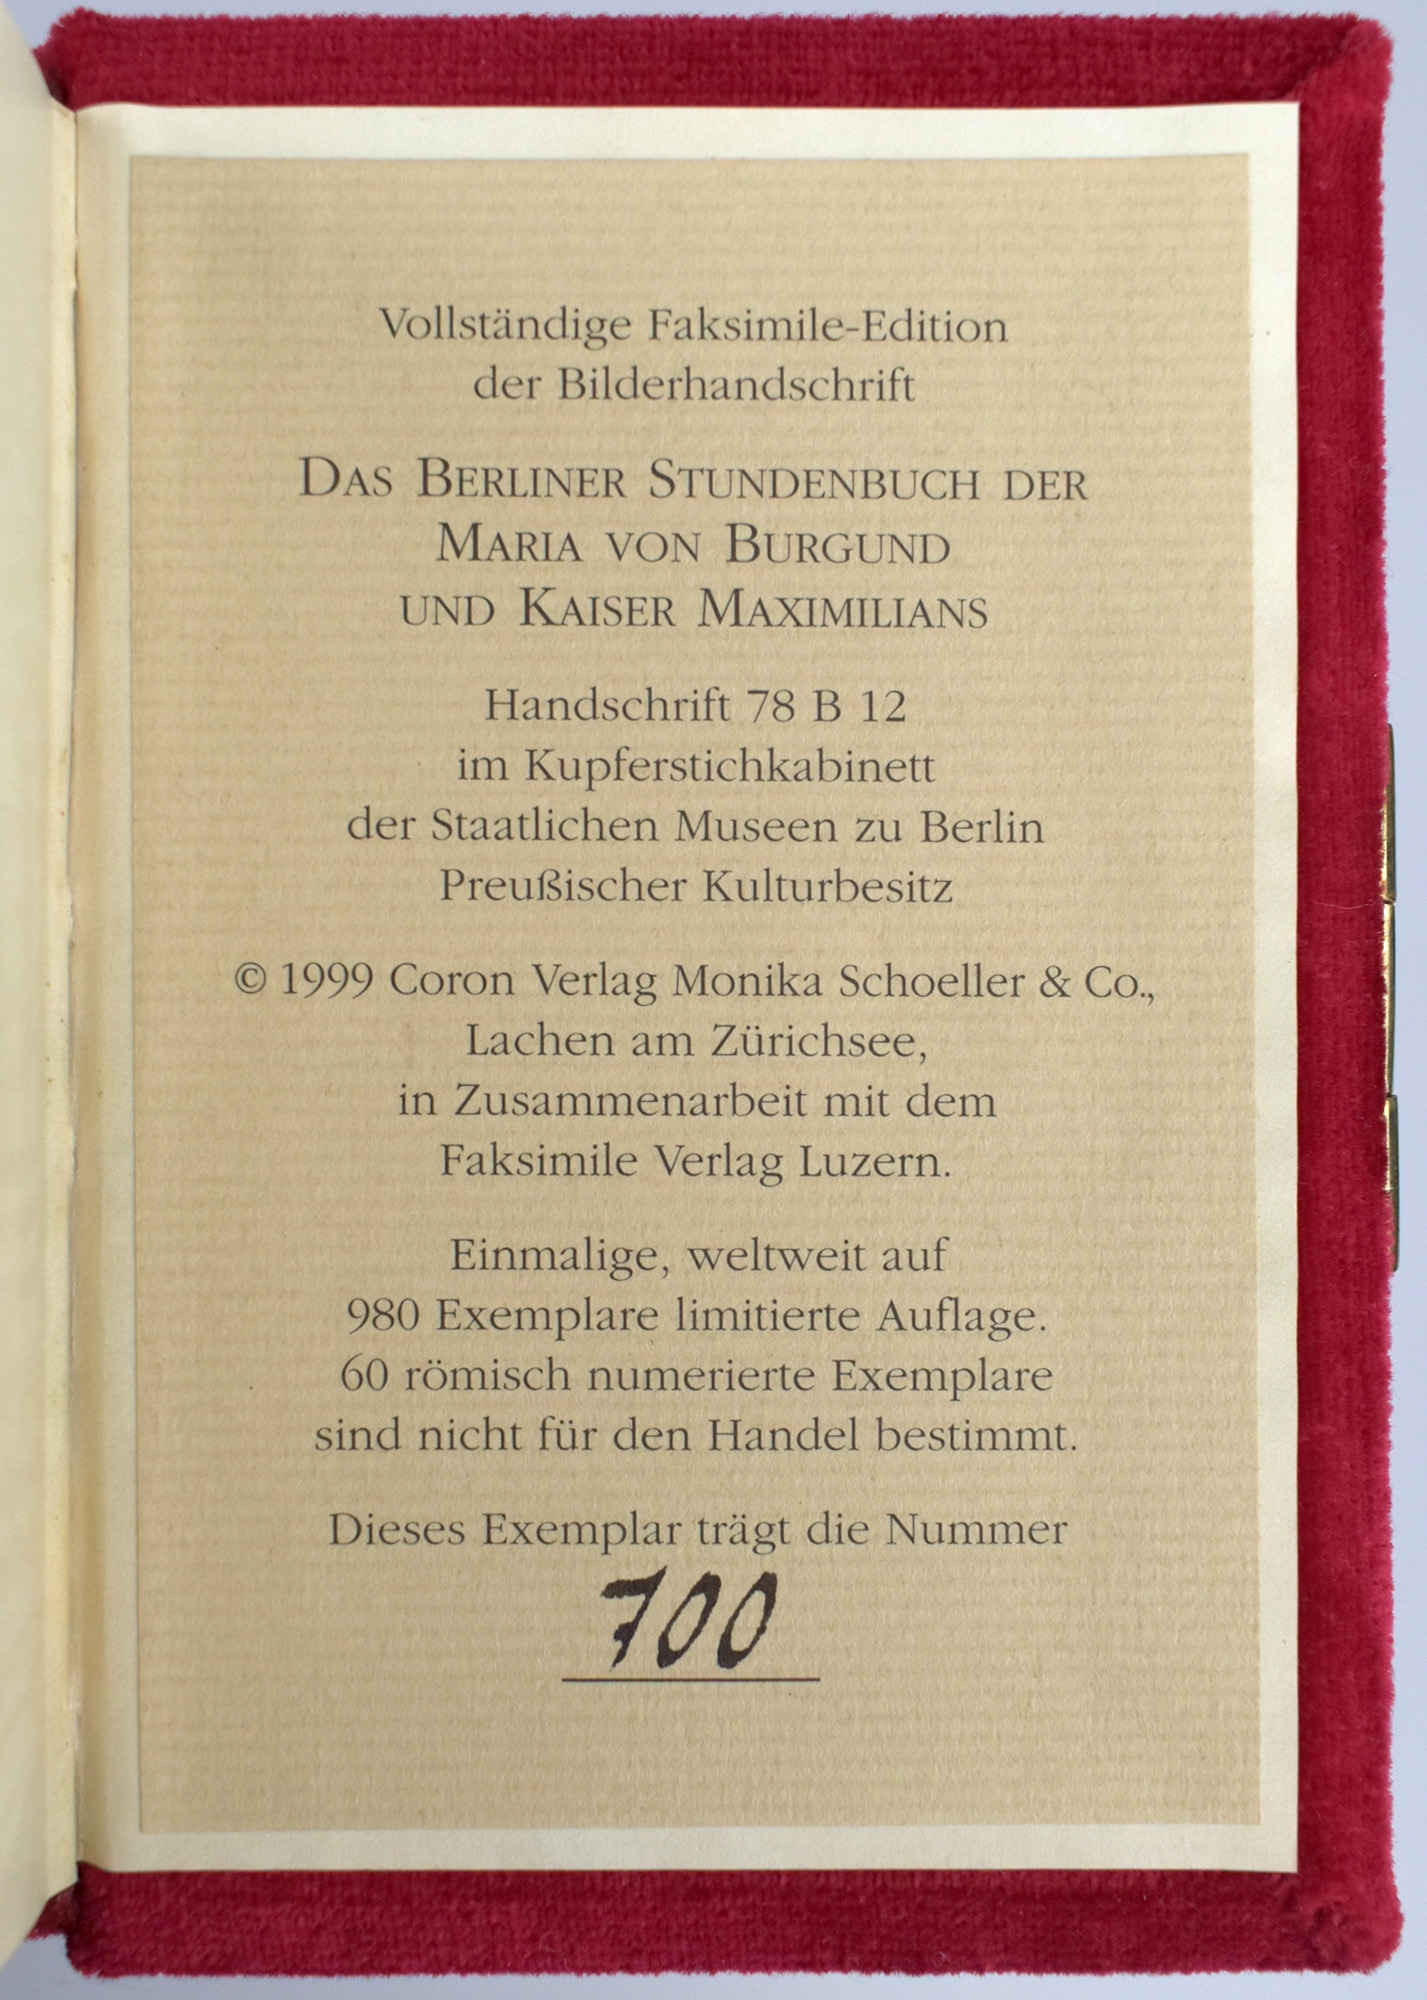 Vollständige Faksimile-Edition
der Bilderhandschrift
DAS BERLINER STUNDENBUCH DER
MARIA VON BURGUND
UND KAISER MAXIMILIANS
Handschrift 78 B 12
im Kupferstichkabinett
der Staatlichen Museen zu Berlin
Preußischer Kulturbesitz
© 1999 Coron Verlag Monika Schoeller & Co.,
Lachen am Zürichsee,
in Zusammenarbeit mit dem
Faksimile Verlag Luzern.
Einmalige, weltweit auf
980 Exemplare limitierte Auflage.
60 römisch numerierte Exemplare
sind nicht für den Handel bestimmt.
Dieses Exemplar trägt die Nummer
700